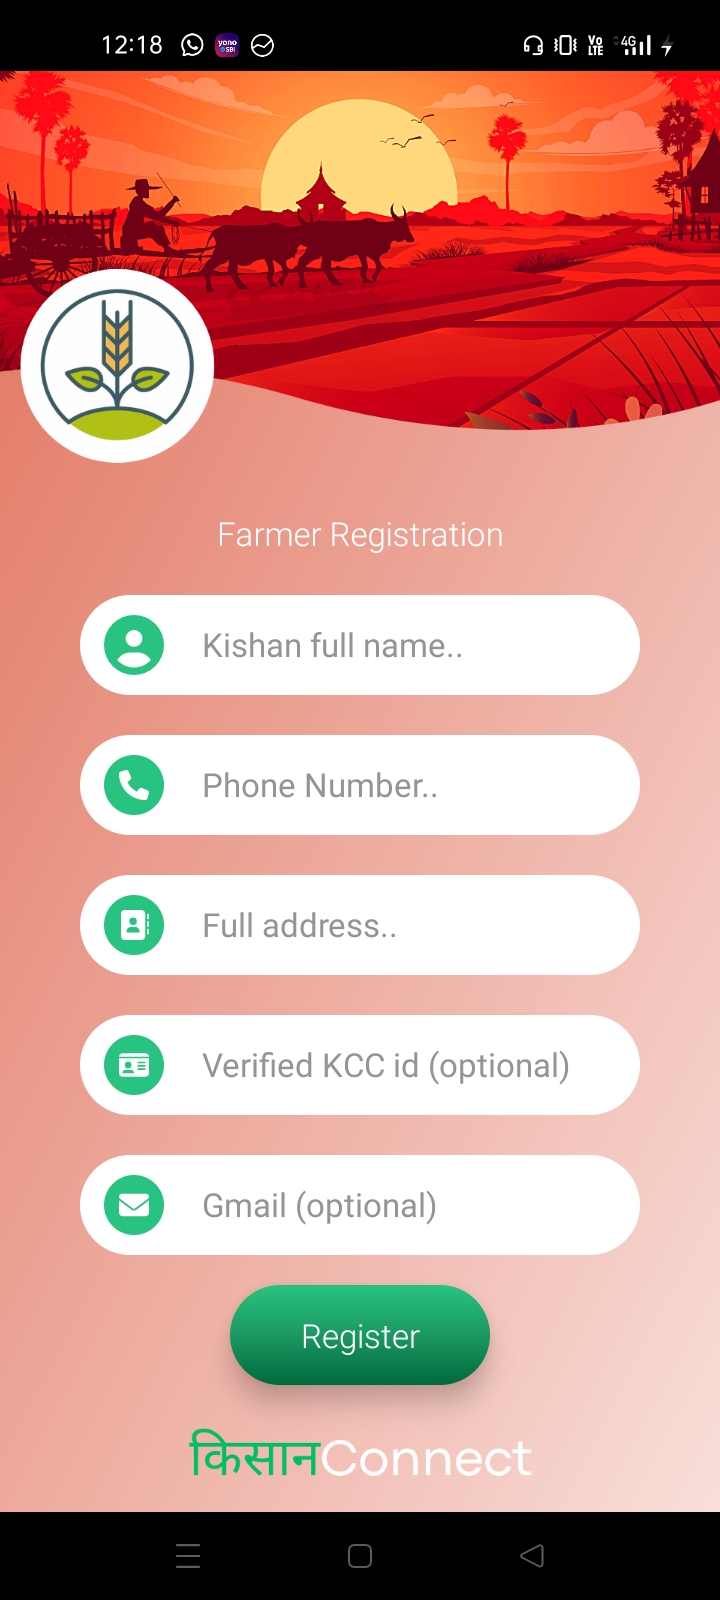 12:18
yono
SBI
Vo
LTE
4G
Farmer Registration
Kishan full name..
Phone Number..
Full address..
Verified KCC id (optional)
Gmail (optional)
Register
किसानConnect